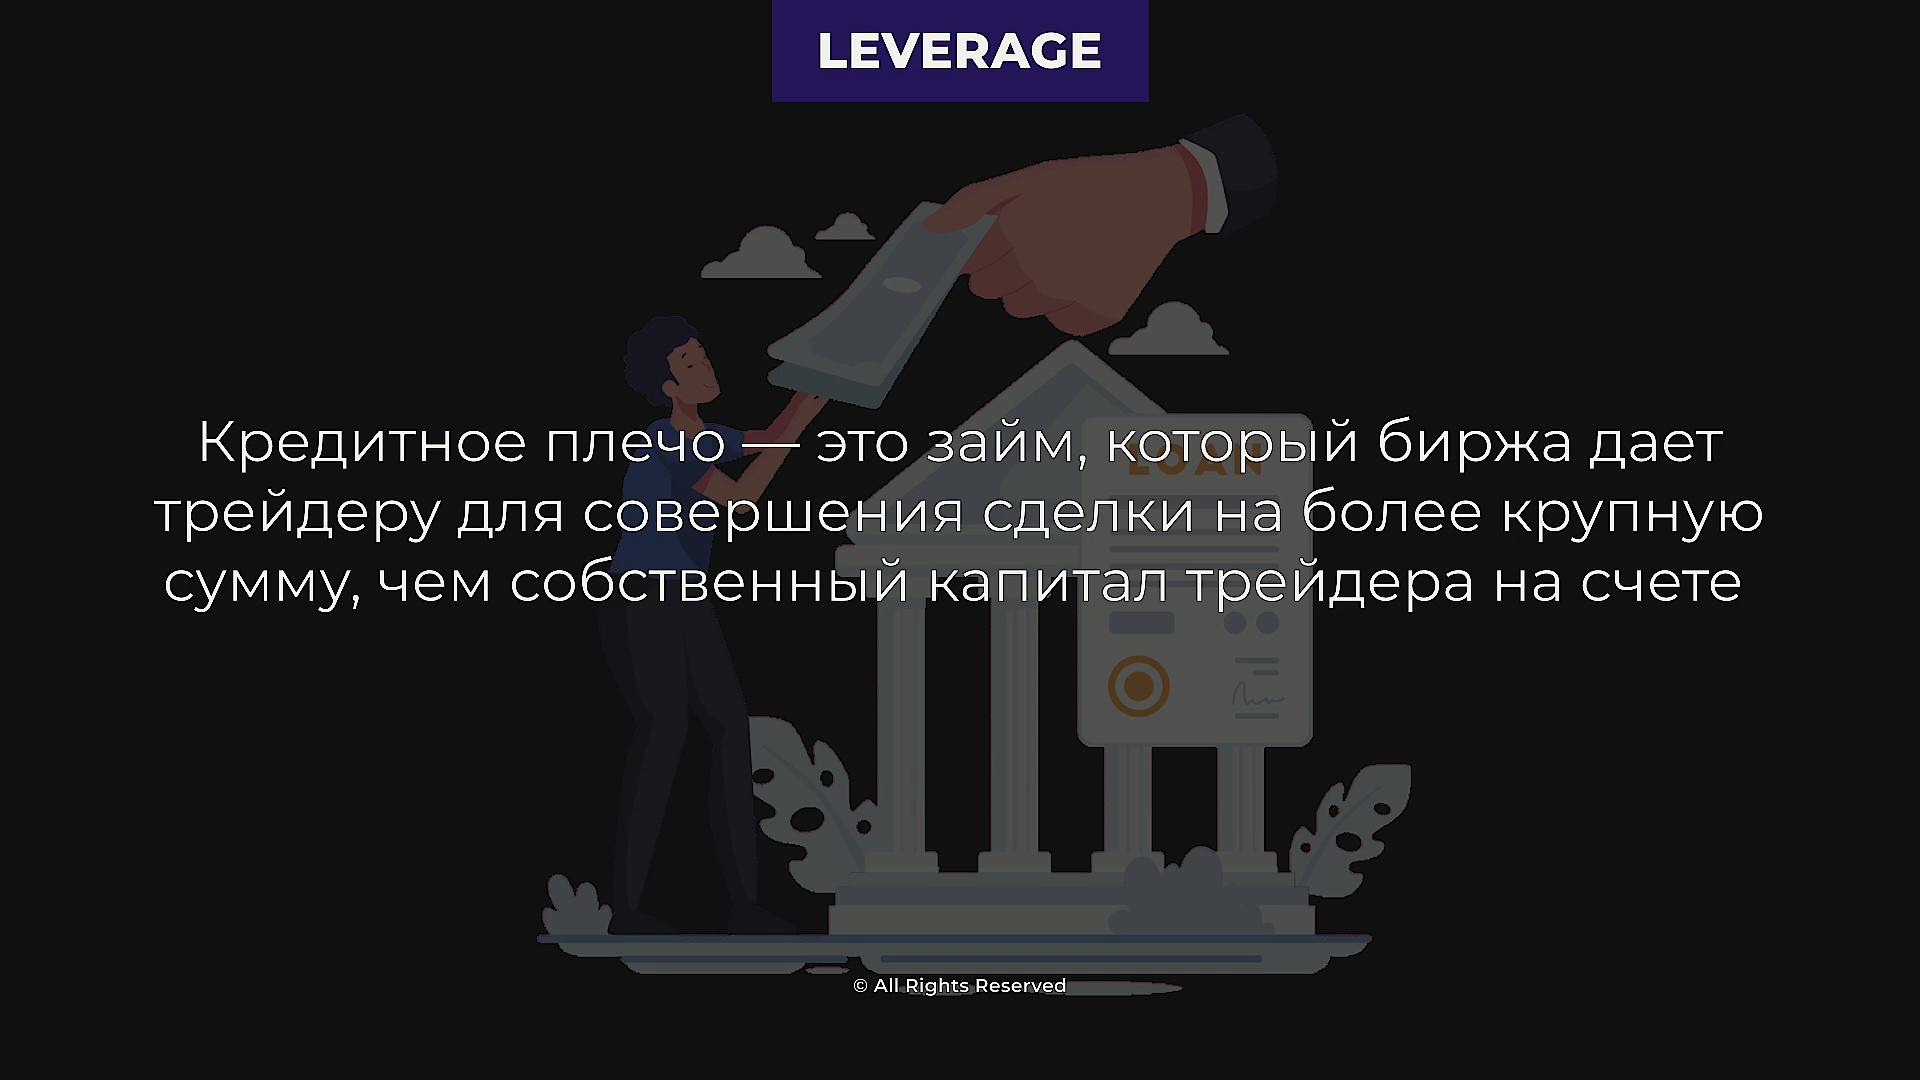 LEVERAGE
LOAN
Кредитное плечо — это займ, который биржа дает
трейдеру для совершения сделки на более крупную
сумму, чем собственный капитал трейдера на счете
© All Rights Reserved